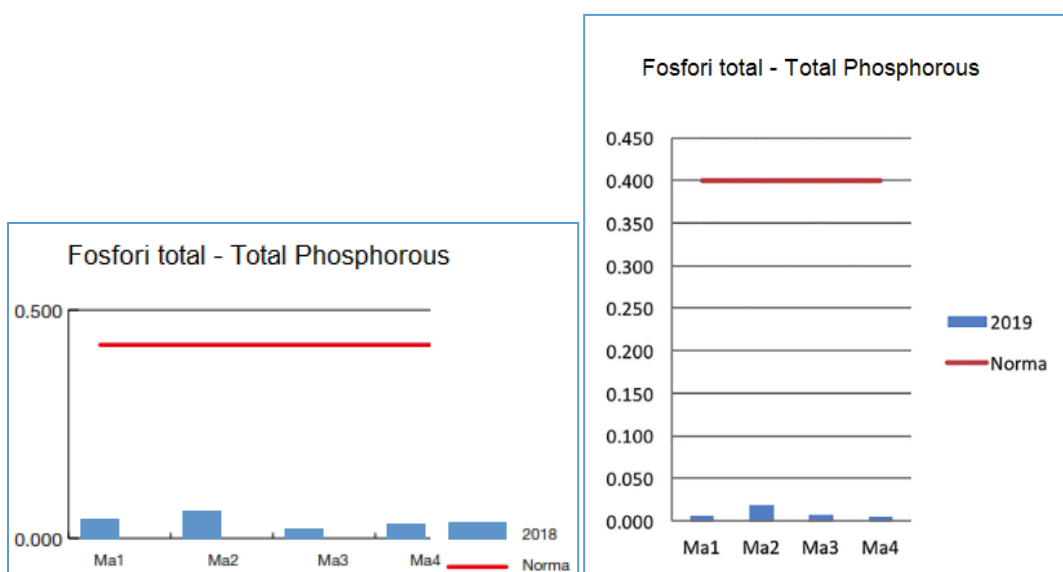 Fosfori total - Total Phosphorous
0.500
0.000
Ma1 Ma2 Ma3 Ma4
2018
Norma
Fosfori total - Total Phosphorous
0.450
0.400
0.350
0.300
0.250
0.200
0.150
0.100
0.050
0.000
Ma1 Ma2 Ma3 Ma4
2019
Norma